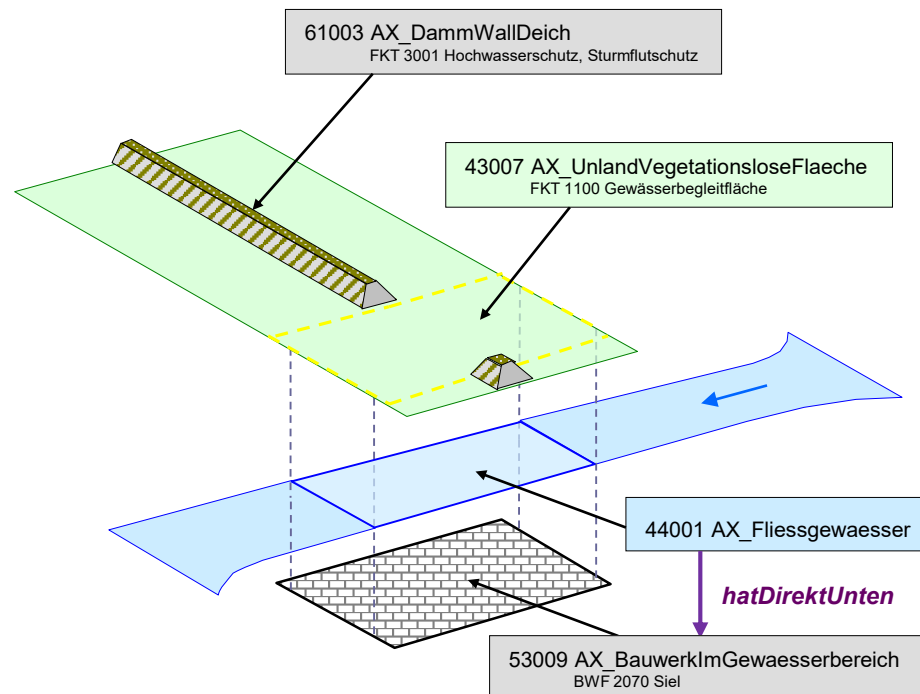 61003 AX_DammWallDeich
FKT 3001 Hochwasserschutz, Sturmflutschutz
43007 AX_UnlandVegetationsloseFlaeche
FKT 1100 Gewässerbegleitfläche
44001 AX_Fliessgewaesser
hatDirektUnten
53009 AX_BauwerkImGewaesserbereich
BWF 2070 Siel